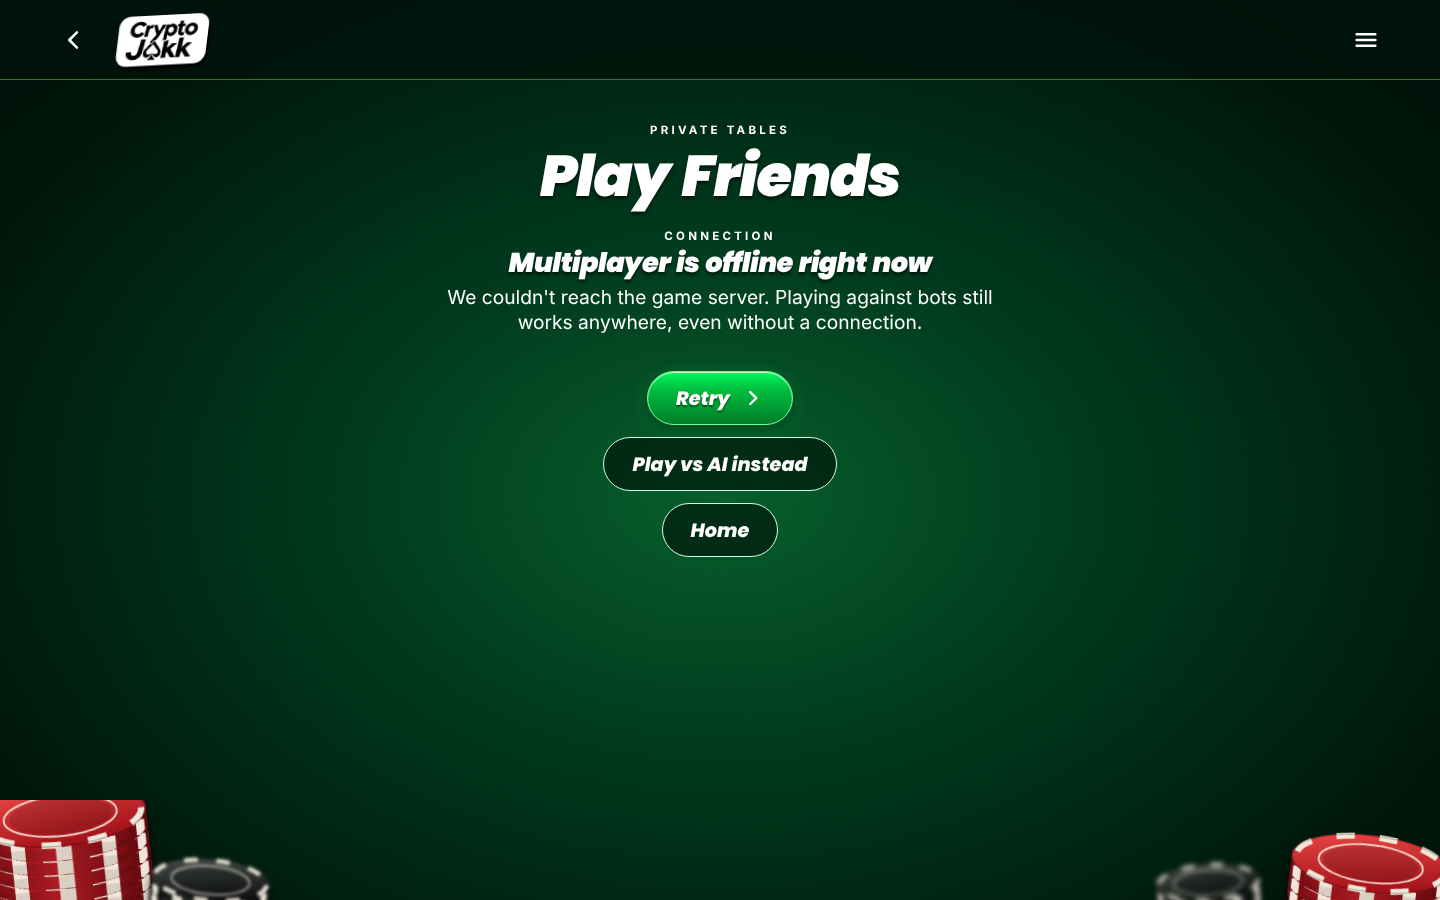 Crypto
Jokk
PRIVATE TABLES
Play Friends
CONNECTION
Multiplayer is offline right now
We couldn't reach the game server. Playing against bots still
works anywhere, even without a connection.
Retry
Play vs AI instead
Home